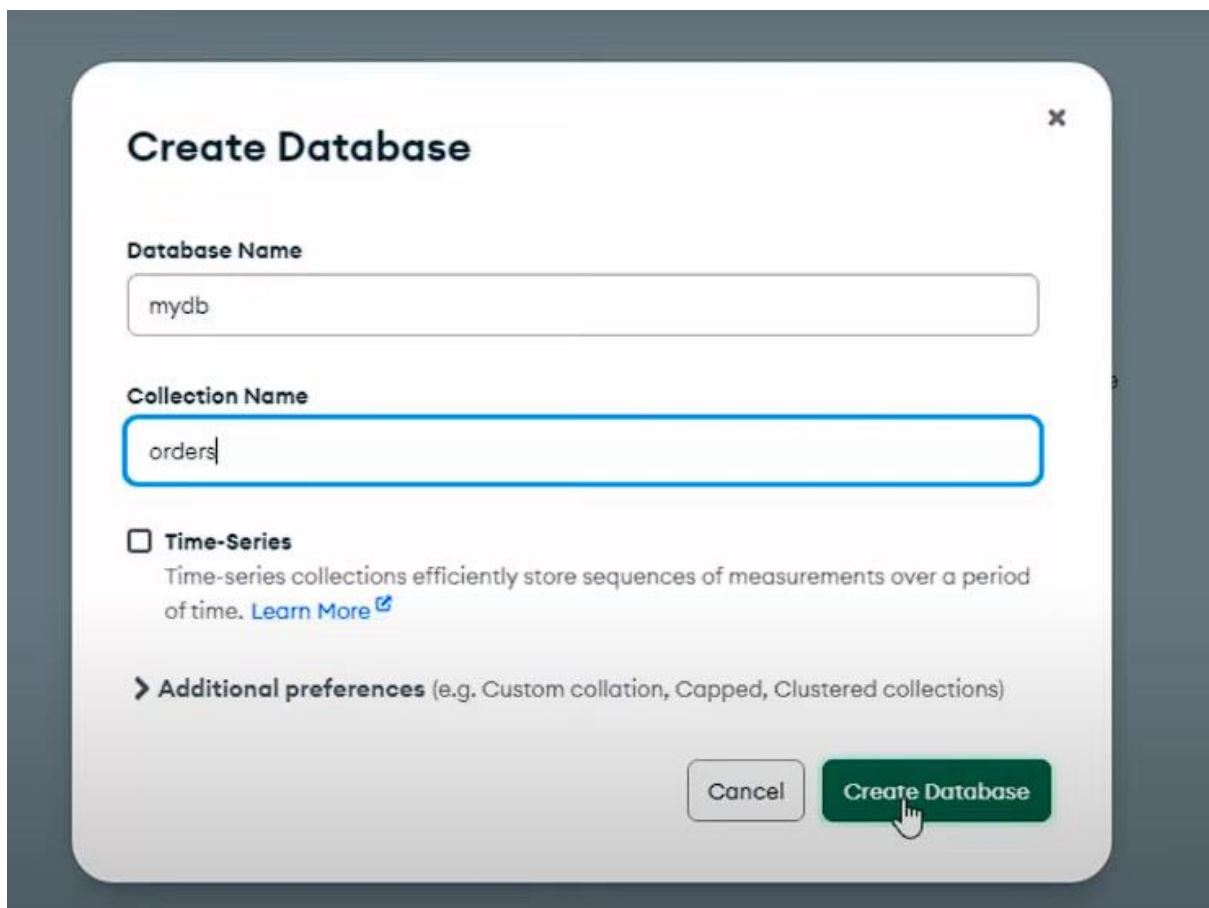 Create Database
Database Name
mydb
Collection Name
orders
Time-Series
Time-series collections efficiently store sequences of measurements over a period
of time. Learn More
Additional preferences (e.g. Custom collation, Capped, Clustered collections)
Cancel
Create Database